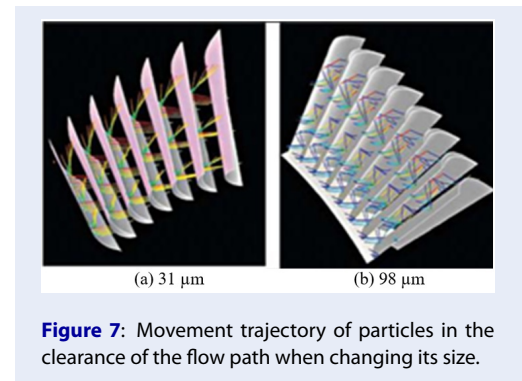 (a) 31 μm
(b) 98 μm
Figure 7: Movement trajectory of particles in the
clearance of the flow path when changing its size.